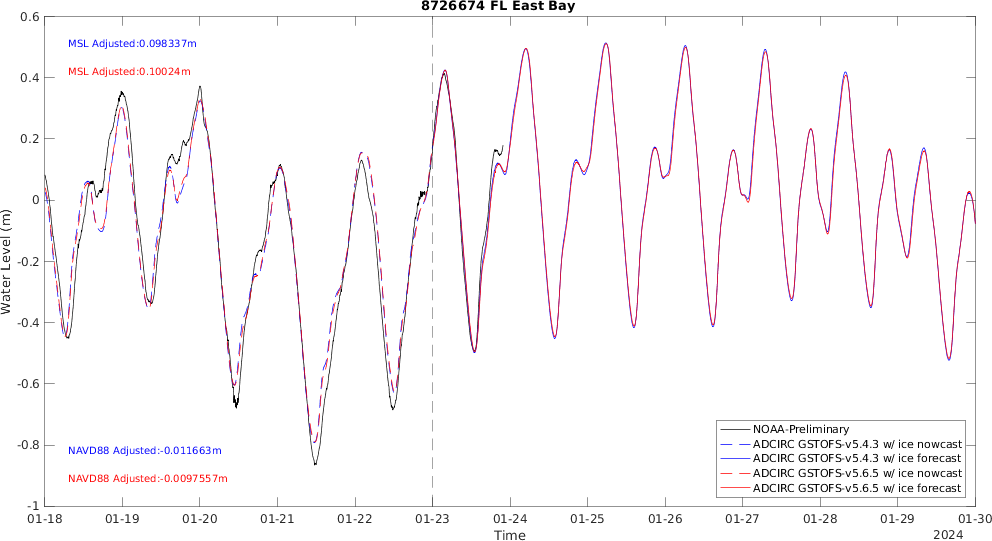 8726674 FL East Bay
0.6
MSL Adjusted:0.098337m
MSL Adjusted:0.10024m
0.4
0.2
0
-0.2
-0.4
-0.6
-0.8
-1
Water Level (m)
NAVD88 Adjusted:-0.011663m
NAVD88 Adjusted:-0.0097557m
NOAA-Preliminary
ADCIRC GSTOFS-v5.4.3 w/ ice nowcast
ADCIRC GSTOFS-v5.4.3 w/ ice forecast
ADCIRC GSTOFS-v5.6.5 w/ ice nowcast
ADCIRC GSTOFS-v5.6.5 w/ ice forecast
01-18 01-19 01-20 01-21 01-22 01-23 01-24 01-25 01-26 01-27 01-28 01-29 01-30
Time
2024